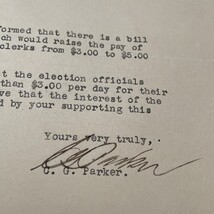 formed that there is a bill
ch would raise the pay of
clerks from $3.00 to $5.00
t the election officials
than $3.00 per day for their
ve that the interest of the
d by your supporting this
Yours very truly,
C. G. Parker
C. G. Parker.